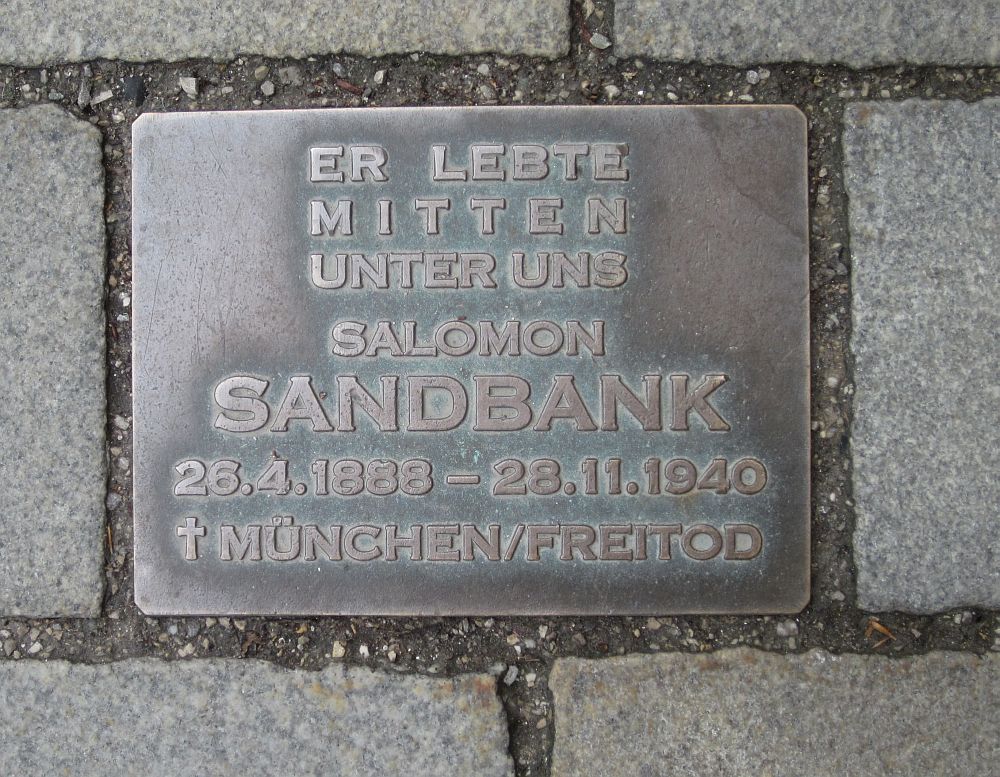 ER LEBTE
MITTEN
UNTER UNS
SALOMON
SANDBANK
26.4.1888 – 28.11.1940
† MÜNCHEN/FREITOD